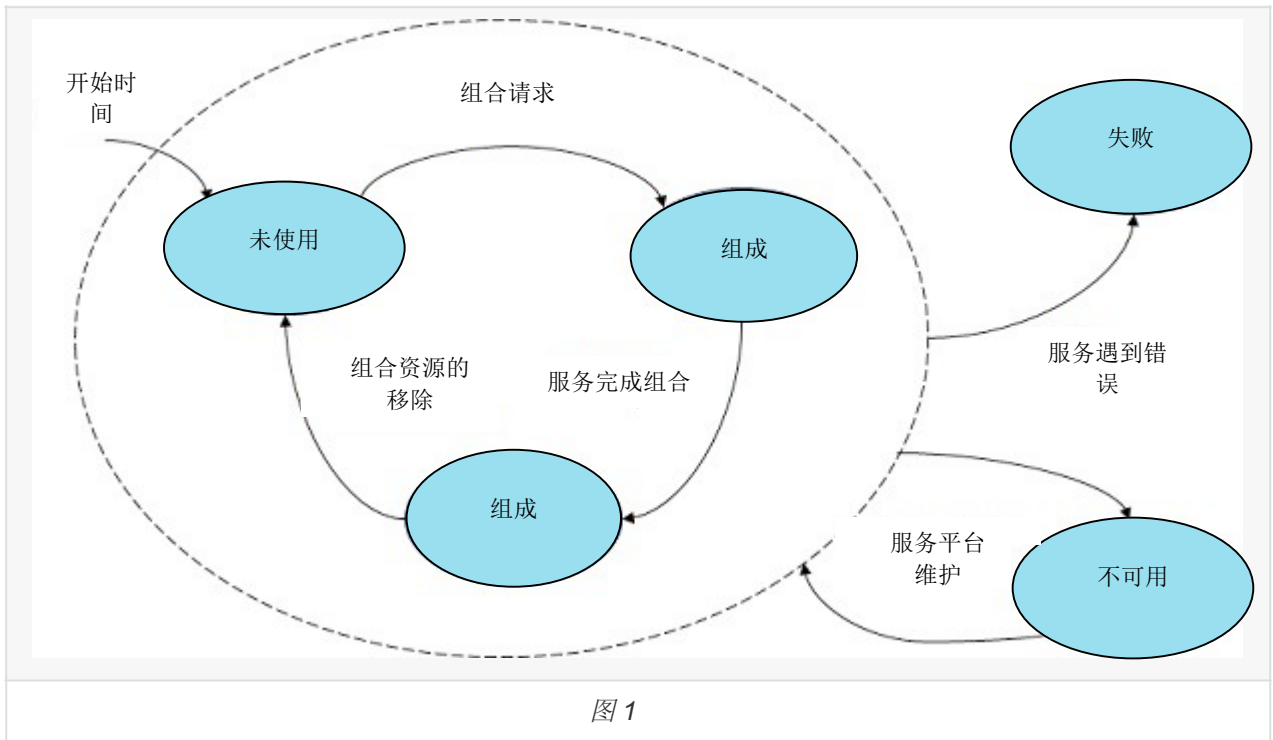 开始时
间
组合请求
失败
未使用
组成
组合资源的
移除
服务完成组合
服务遇到错
误
组成
服务平台
维护
不可用
图 1